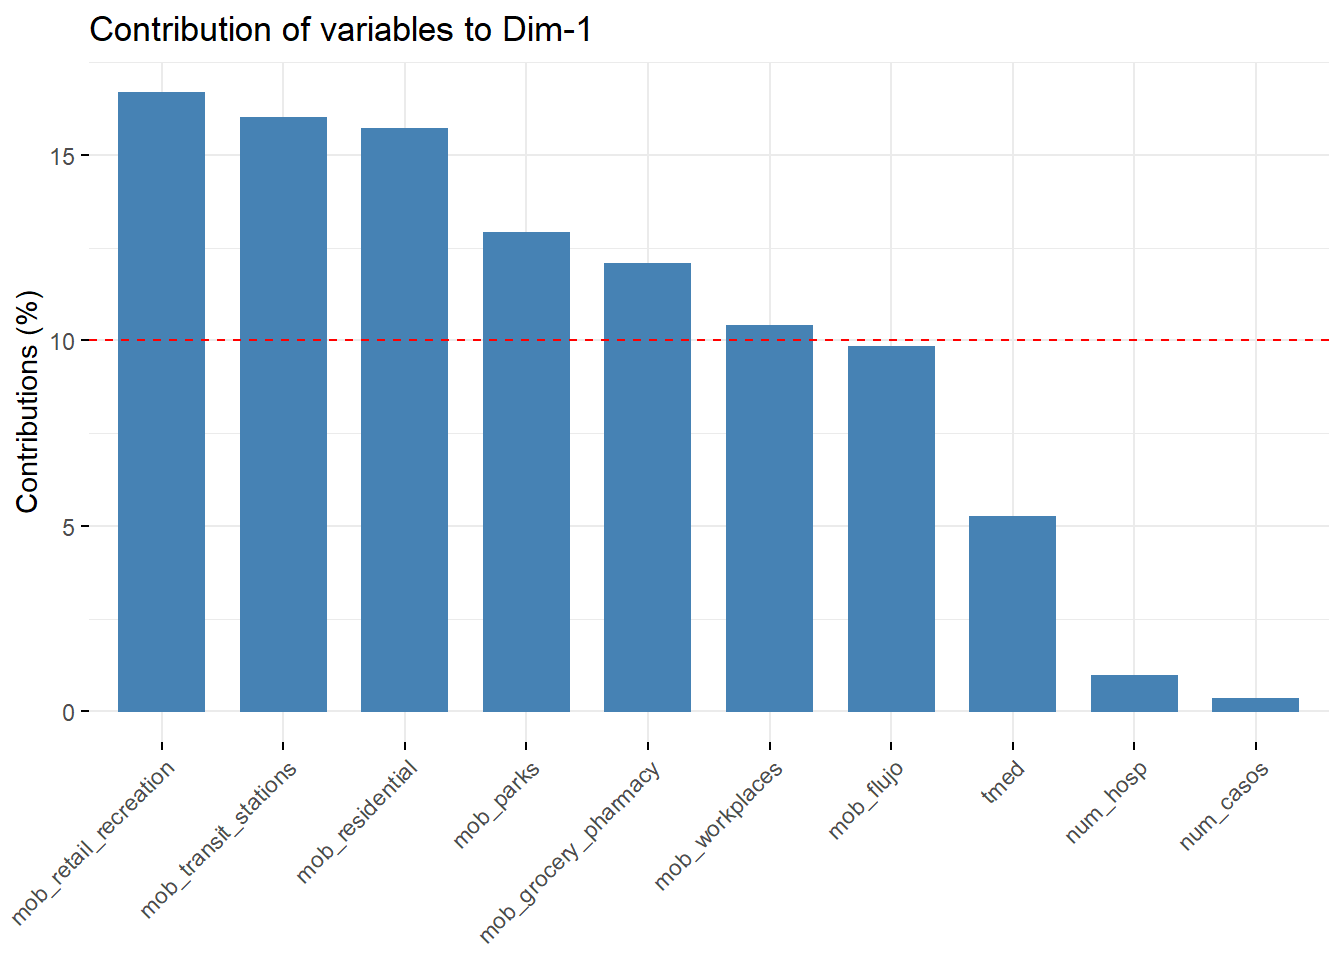 Contribution of variables to Dim-1
Contributions (%)
15
10
5
0
mob_retail_recreation
mob_transit_stations
mob_residential
mob_parks
mob_grocery_pharmacy
mob_workplaces
mob_flujo
tmed
num_hosp
num_casos